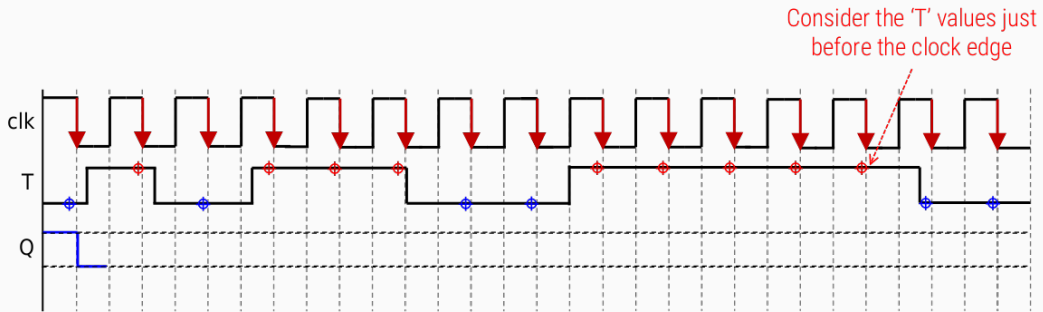 Consider the ‘T’ values just
before the clock edge
clk
T
Q